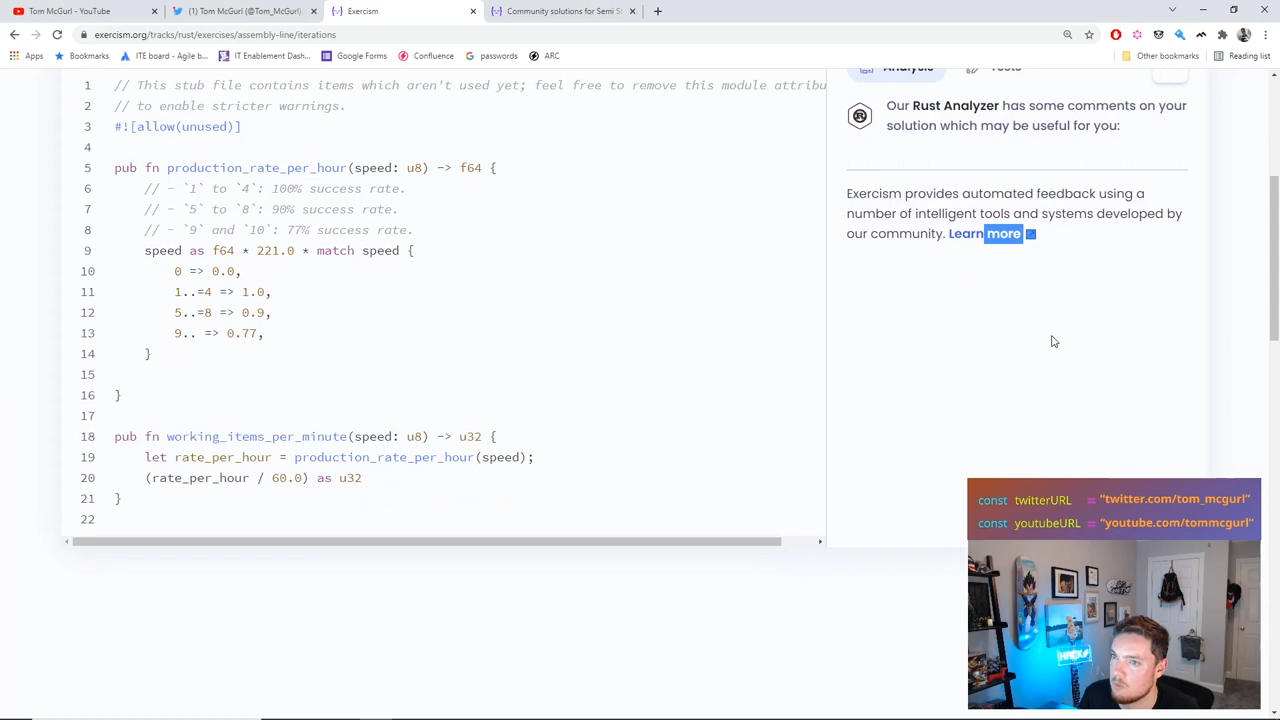 Tom McGurl - YouTube
(1) Tom McGurl (@Tom_McGurl)
Exercism
Community solutions for Semi St
exercism.org/tracks/rust/exercises/assembly-line/iterations
Apps
Bookmarks
ITE board - Agile b...
IT Enablement Dash...
Google Forms
Confluence
passwords
ARC
Other bookmarks
Reading list
1 // This stub file contains items which aren't used yet; feel free to remove this module attribu
2 // to enable stricter warnings.
3 #![allow(unused)]
4
5 pub fn production_rate_per_hour(speed: u8) -> f64 {
6 // - `1` to `4`: 100% success rate.
7 // - `5` to `8`: 90% success rate.
8 // - `9` and `10`: 77% success rate.
9 speed as f64 * 221.0 * match speed {
10 0 => 0.0,
11 1..=4 => 1.0,
12 5..=8 => 0.9,
13 9.. => 0.77,
14 }
15
16 }
17
18 pub fn working_items_per_minute(speed: u8) -> u32 {
19 let rate_per_hour = production_rate_per_hour(speed);
20 (rate_per_hour / 60.0) as u32
21 }
22
Our Rust Analyzer has some comments on your
solution which may be useful for you:
Exercism provides automated feedback using a
number of intelligent tools and systems developed by
our community. Learn more
const twitterURL = "twitter.com/tom_mcgurl"
const youtubeURL = "youtube.com/tommcgurl"
HACK